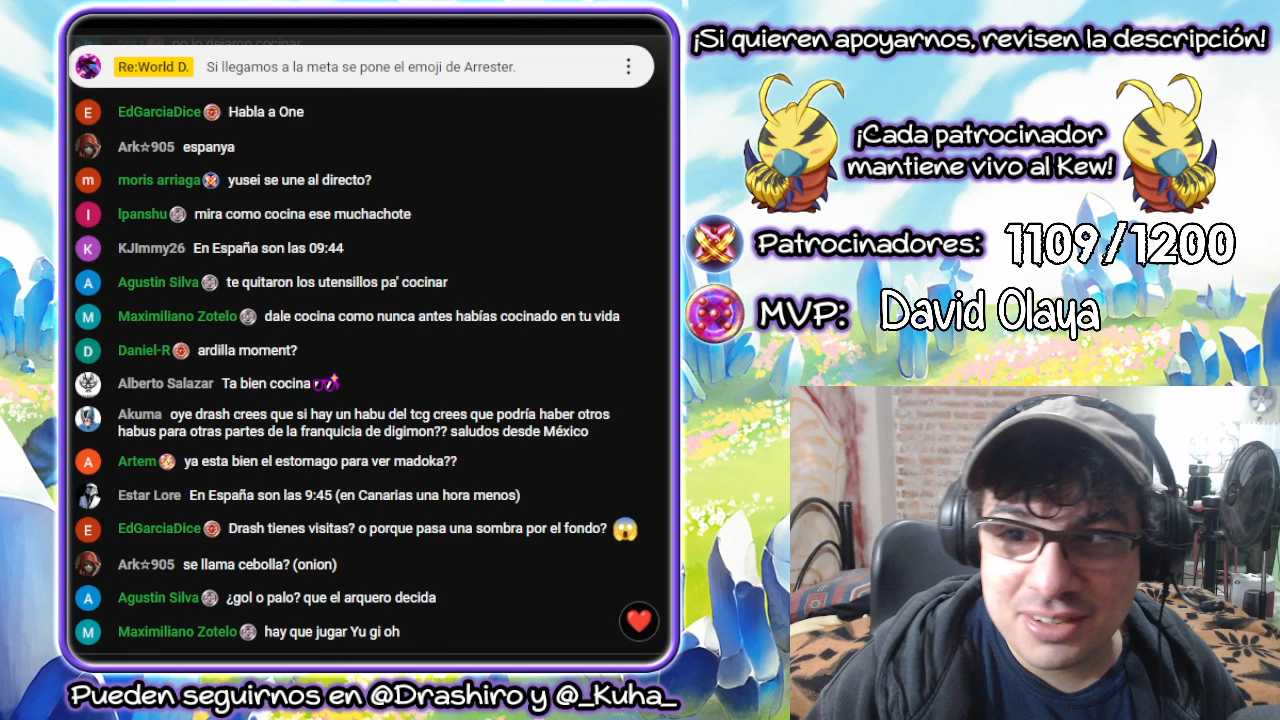 no lo dejaron cocinar
Re:World D. Si llegamos a la meta se pone el emoji de Arrester.
E EdGarciaDice Habla a One
Ark☆905 espanya
m moris arriaga yusei se une al directo?
I Ipanshu mira como cocina ese muchachote
K KJImmy26 En España son las 09:44
A Agustin Silva te quitaron los utensillos pa' cocinar
M Maximiliano Zotelo dale cocina como nunca antes habías cocinado en tu vida
D Daniel-R ardilla moment?
Alberto Salazar Ta bien cocina
Akuma oye drash crees que si hay un habu del tcg crees que podría haber otros
habus para otras partes de la franquicia de digimon?? saludos desde México
A Artem ya esta bien el estomago para ver madoka??
Estar Lore En España son las 9:45 (en Canarias una hora menos)
E EdGarciaDice Drash tienes visitas? o porque pasa una sombra por el fondo? 😱
Ark☆905 se llama cebolla? (onion)
A Agustin Silva ¿gol o palo? que el arquero decida
M Maximiliano Zotelo hay que jugar Yu gi oh
Pueden seguirnos en @Drashiro y @_Kuha_
¡Si quieren apoyarnos, revisen la descripción!
¡Cada patrocinador
mantiene vivo al Kew!
Patrocinadores: 1109/1200
MVP: David Olaya